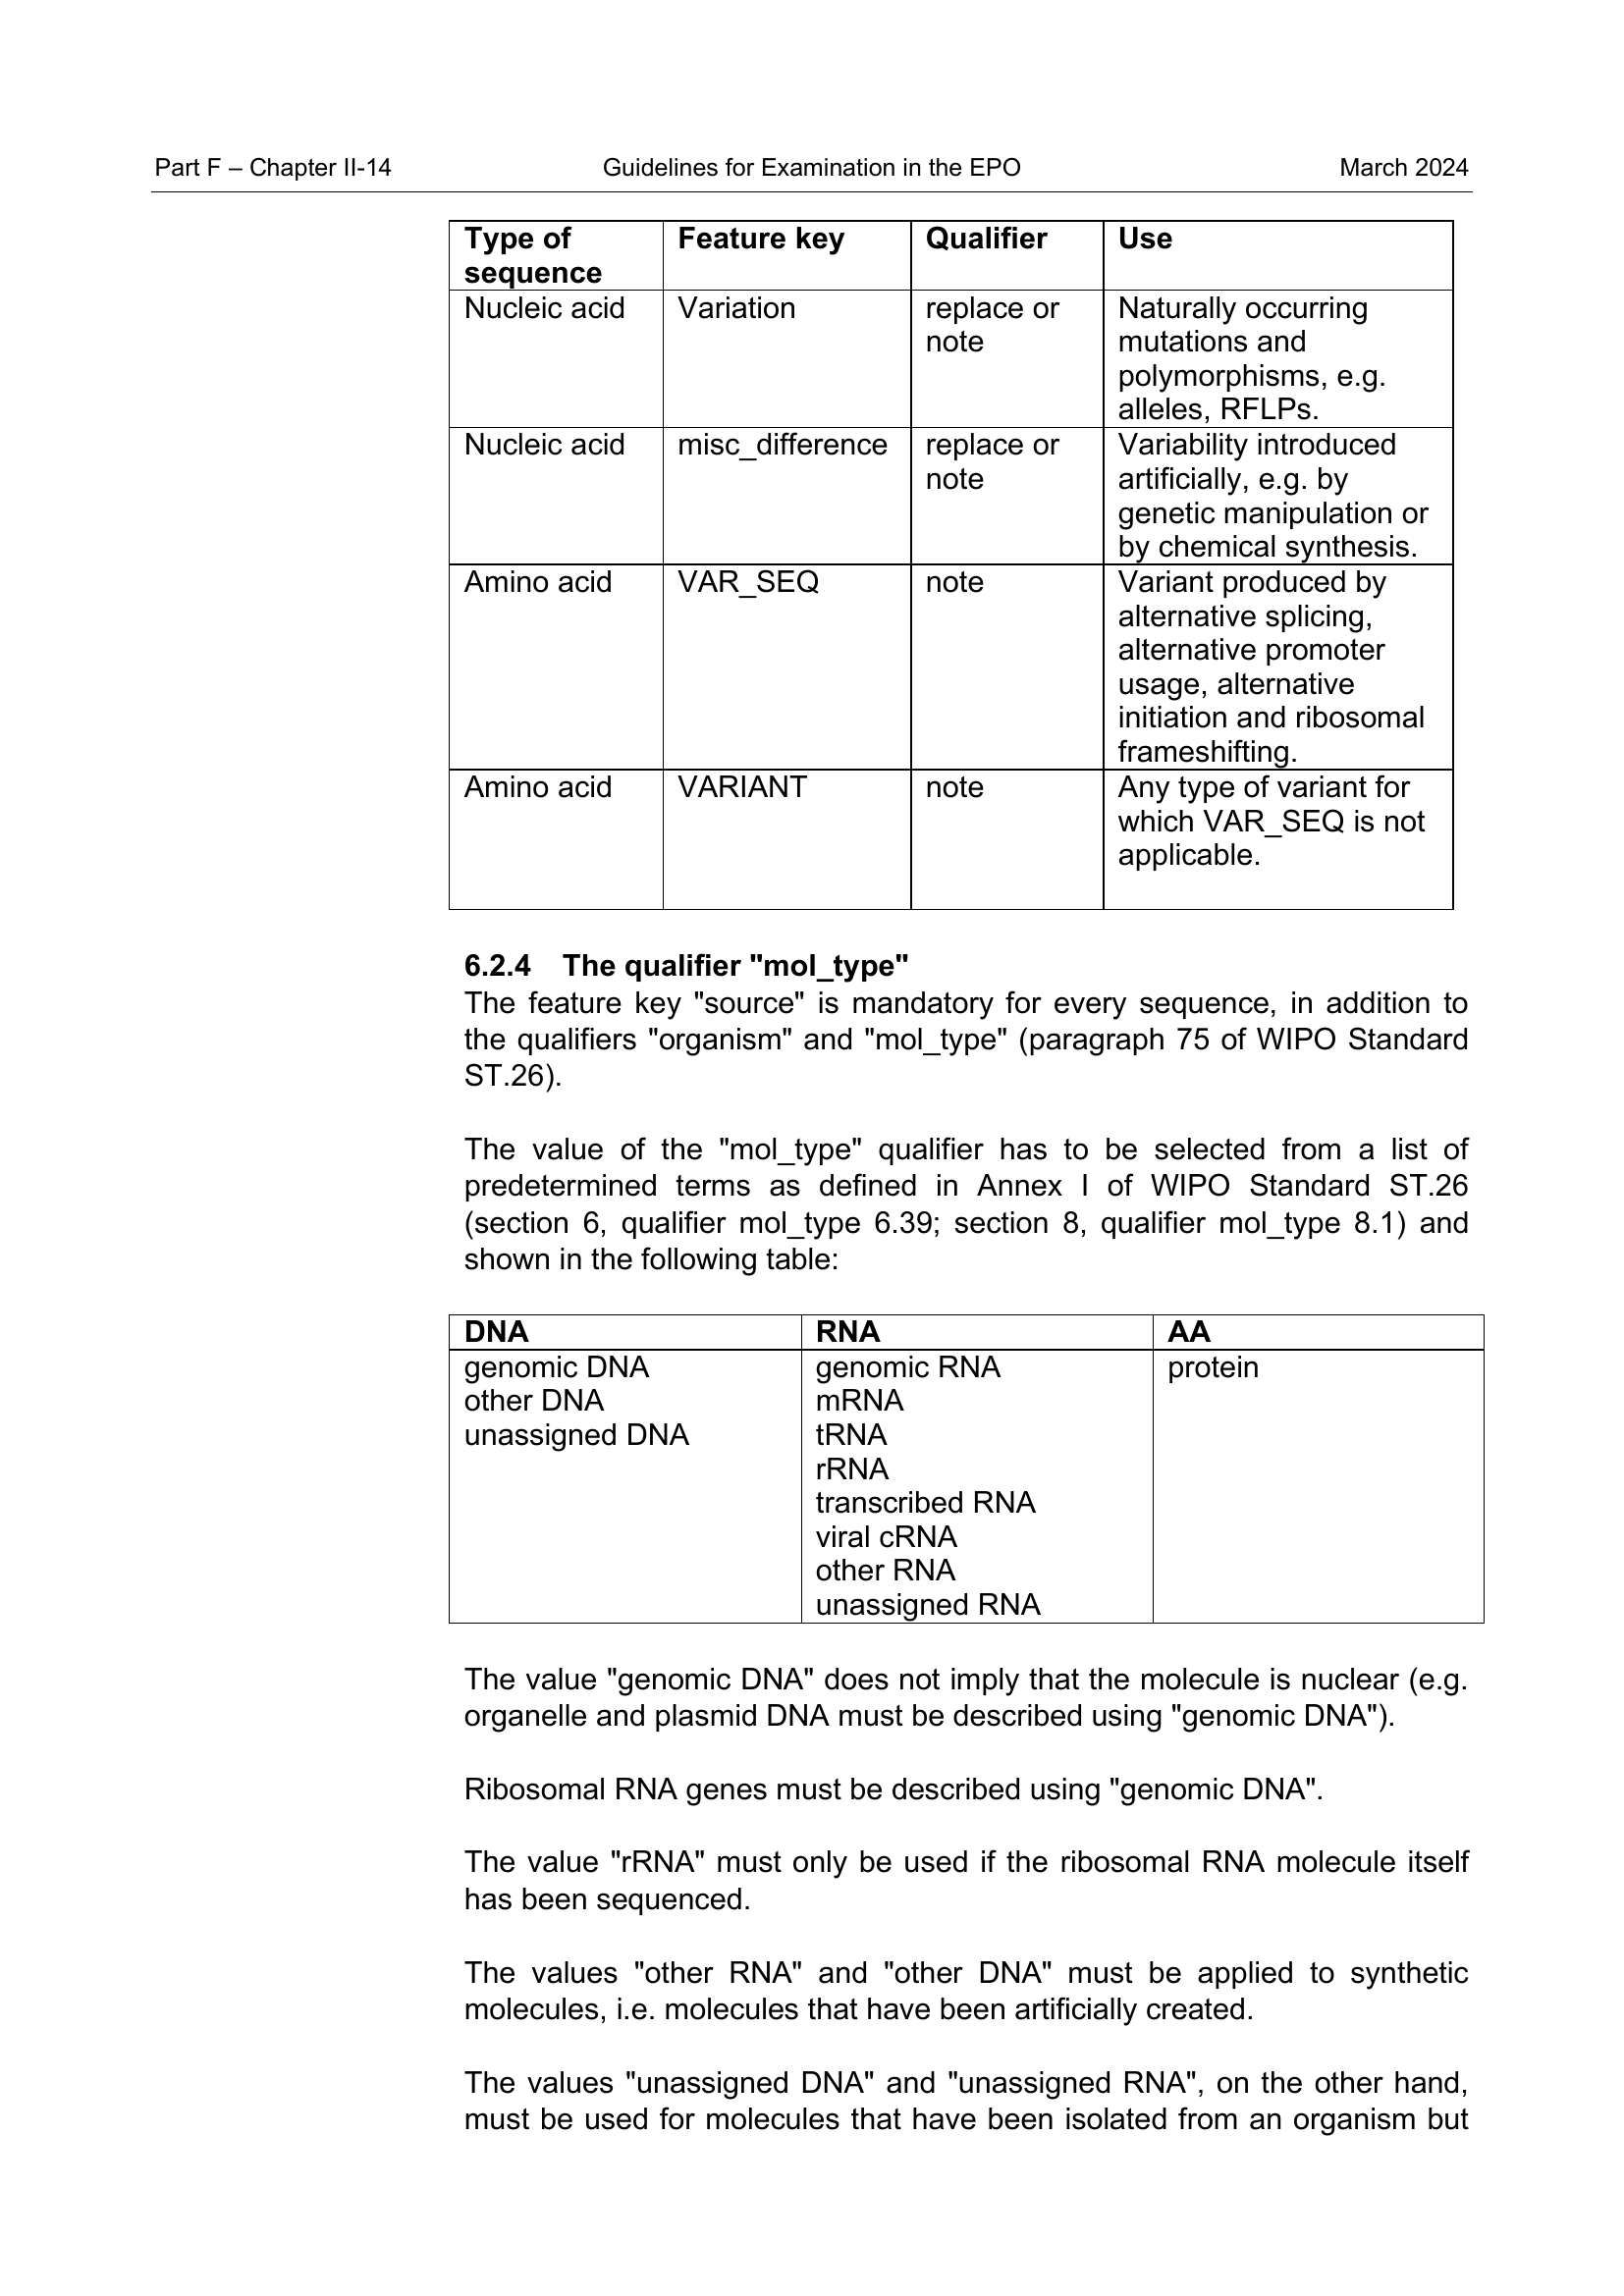 Part F – Chapter II-14 Guidelines for Examination in the EPO March 2024
Type of sequence Feature key Qualifier Use
Nucleic acid Variation replace or note Naturally occurring mutations and polymorphisms, e.g. alleles, RFLPs.
Nucleic acid misc_difference replace or note Variability introduced artificially, e.g. by genetic manipulation or by chemical synthesis.
Amino acid VAR_SEQ note Variant produced by alternative splicing, alternative promoter usage, alternative initiation and ribosomal frameshifting.
Amino acid VARIANT note Any type of variant for which VAR_SEQ is not applicable.
6.2.4 The qualifier "mol_type"
The feature key "source" is mandatory for every sequence, in addition to
the qualifiers "organism" and "mol_type" (paragraph 75 of WIPO Standard
ST.26).
The value of the "mol_type" qualifier has to be selected from a list of
predetermined terms as defined in Annex I of WIPO Standard ST.26
(section 6, qualifier mol_type 6.39; section 8, qualifier mol_type 8.1) and
shown in the following table:
DNA RNA AA
genomic DNA genomic RNA protein
other DNA mRNA
unassigned DNA tRNA
rRNA
transcribed RNA
viral cRNA
other RNA
unassigned RNA
The value "genomic DNA" does not imply that the molecule is nuclear (e.g.
organelle and plasmid DNA must be described using "genomic DNA").
Ribosomal RNA genes must be described using "genomic DNA".
The value "rRNA" must only be used if the ribosomal RNA molecule itself
has been sequenced.
The values "other RNA" and "other DNA" must be applied to synthetic
molecules, i.e. molecules that have been artificially created.
The values "unassigned DNA" and "unassigned RNA", on the other hand,
must be used for molecules that have been isolated from an organism but